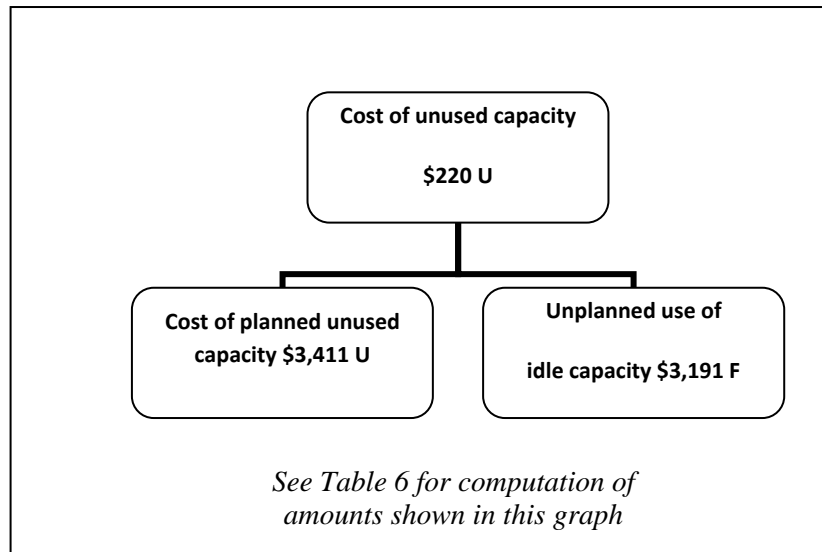 Cost of unused capacity
$220 U
Cost of planned unused
capacity $3,411 U
Unplanned use of
idle capacity $3,191 F
See Table 6 for computation of
amounts shown in this graph